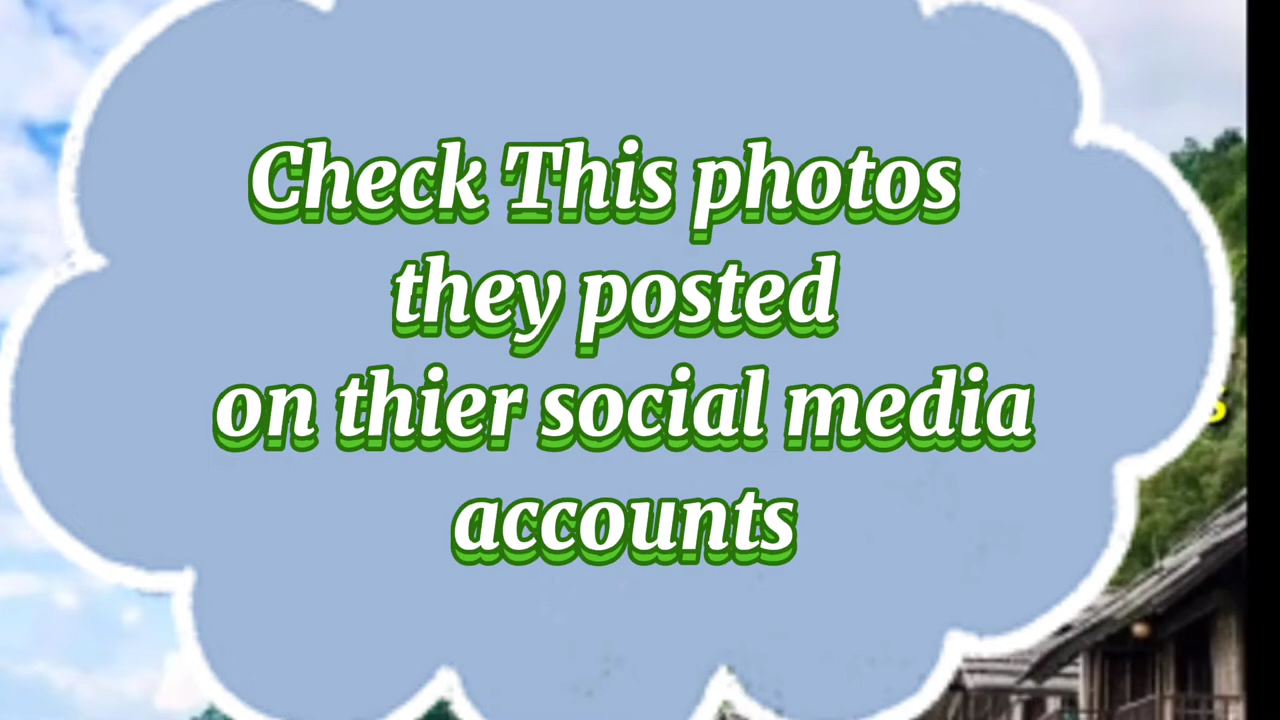 Check This photos
they posted
on thier social media
accounts